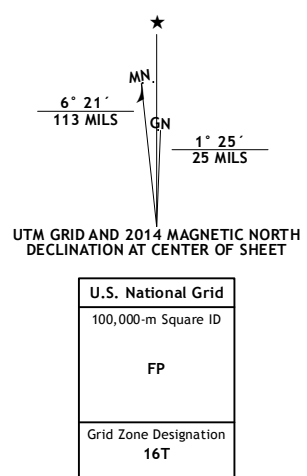 ★
MN
GN
6° 21´
113 MILS
1° 25´
25 MILS
UTM GRID AND 2014 MAGNETIC NORTH
DECLINATION AT CENTER OF SHEET
U.S. National Grid
100,000-m Square ID
FP
Grid Zone Designation
16T